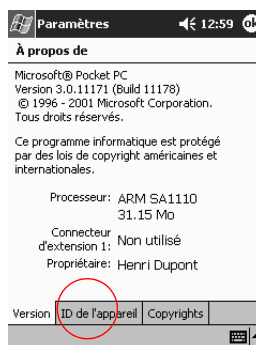 Paramètres 12:59 ok
À propos de
Microsoft® Pocket PC
Version 3.0.11171 (Build 11178)
© 1996 - 2001 Microsoft Corporation.
Tous droits réservés.
Ce programme informatique est protégé
par des lois de copyright américaines et
internationales.
Processeur: ARM SA1110
31.15 Mo
Connecteur
d'extension 1: Non utilisé
Propriétaire: Henri Dupont
Version ID de l'appareil Copyrights